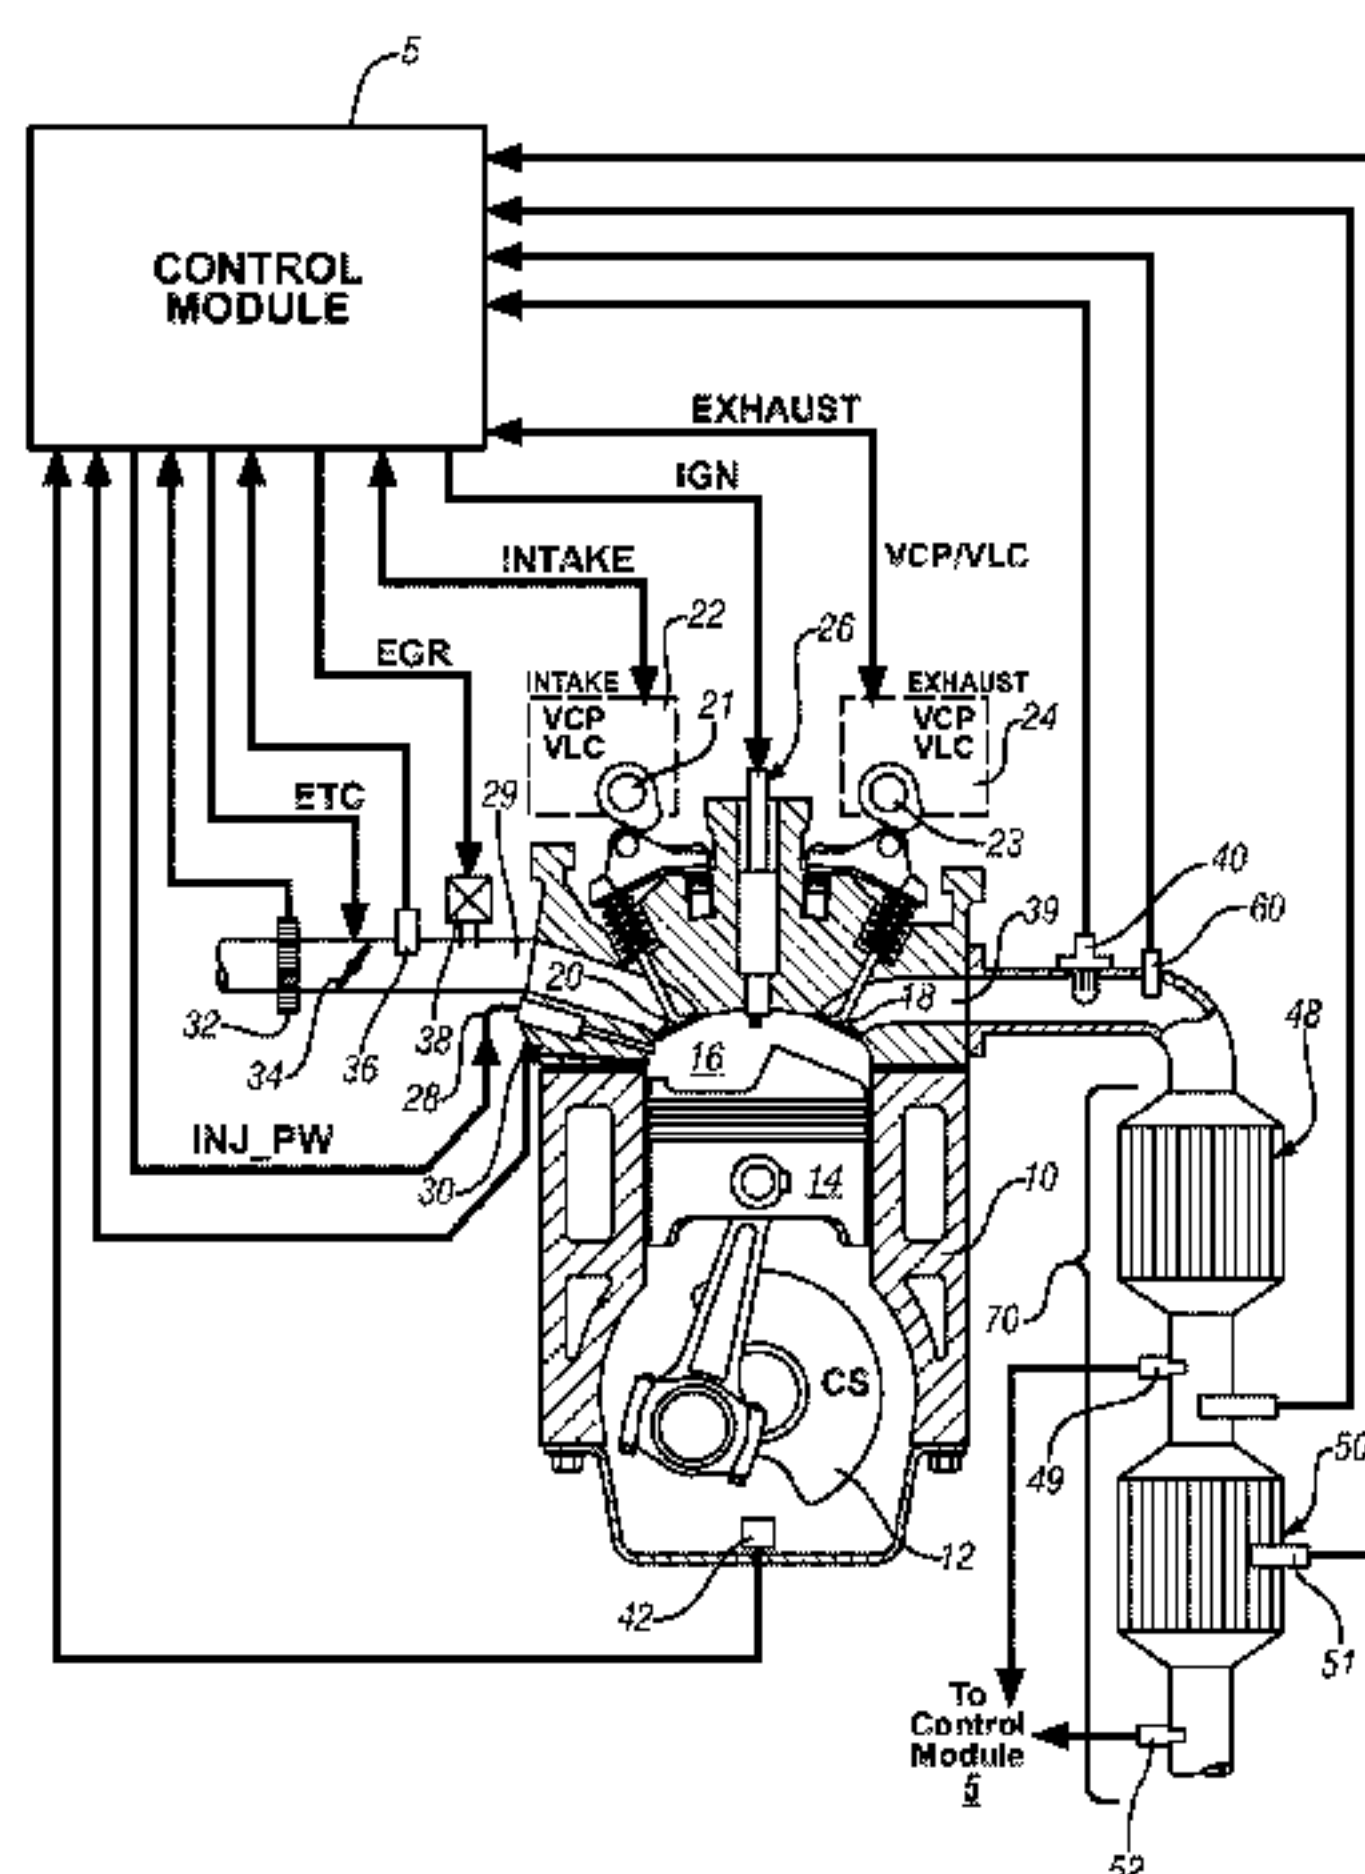 5
CONTROL
MODULE
EXHAUST
IGN
INTAKE
VCP/VLC
EGR
22
26
INTAKE
VCP
VLC
21
EXHAUST
VCP
VLC
24
ETC
29
23
40
39
60
20
18
32
34
36
38
28
16
48
INJ_PW
30
14
10
70
CS
49
50
12
42
51
To
Control
Module
5
52